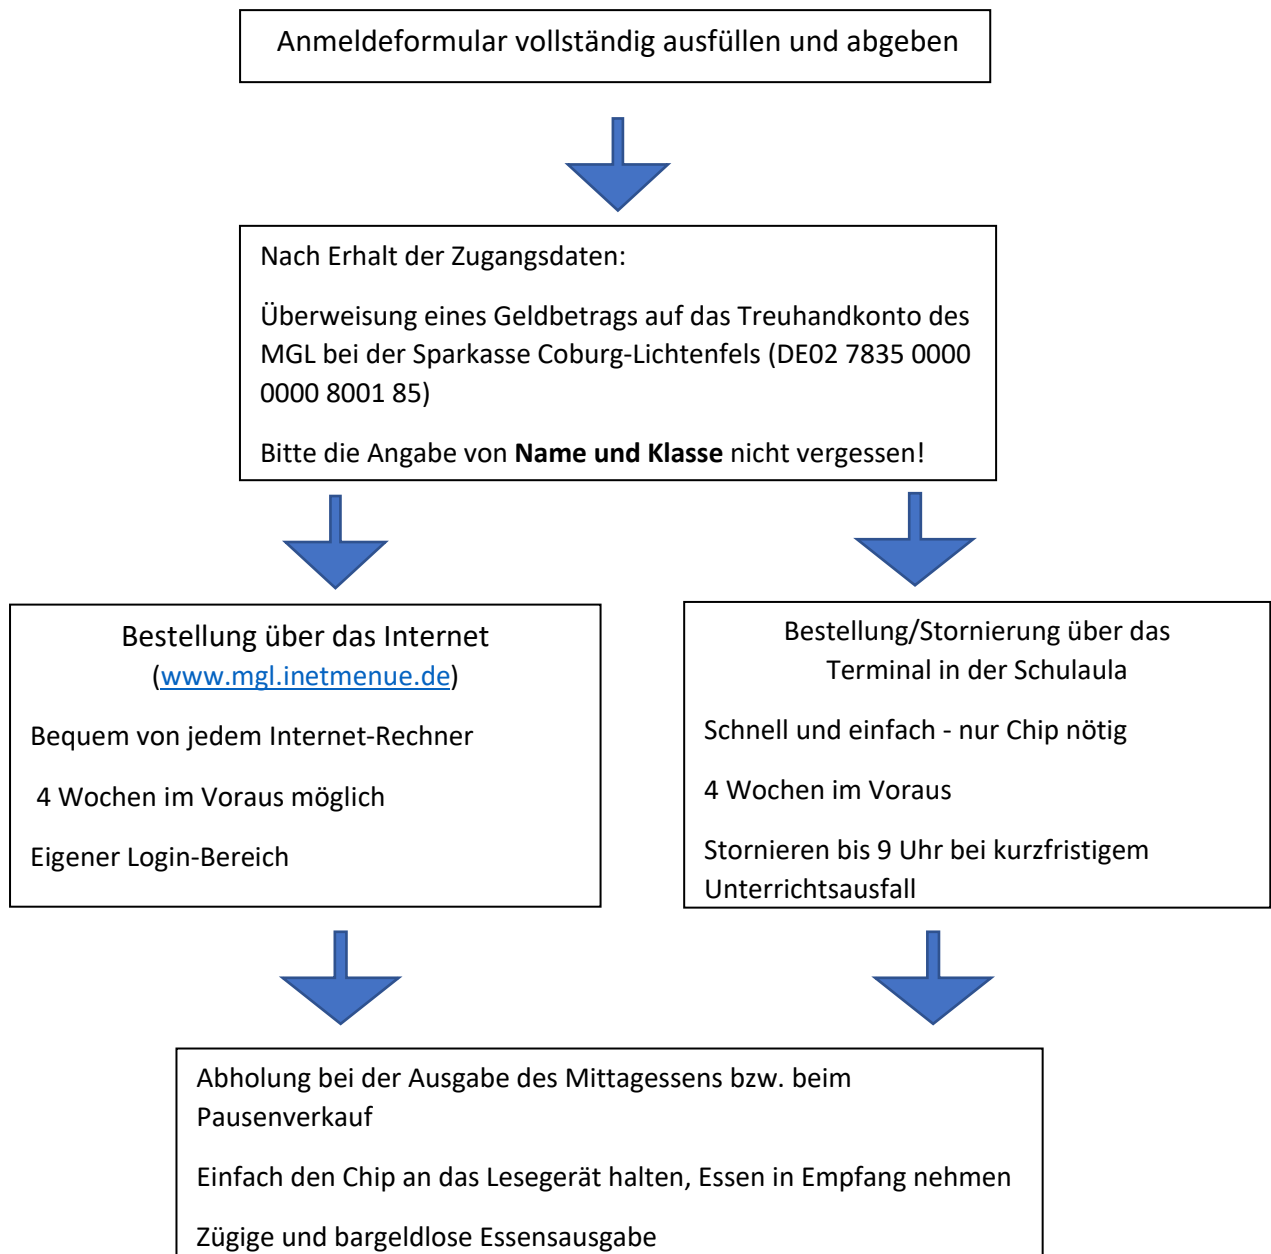 Anmeldeformular vollständig ausfüllen und abgeben
Nach Erhalt der Zugangsdaten:
Überweisung eines Geldbetrags auf das Treuhandkonto des
MGL bei der Sparkasse Coburg-Lichtenfels (DE02 7835 0000
0000 8001 85)
Bitte die Angabe von Name und Klasse nicht vergessen!
Bestellung über das Internet
(www.mgl.inetmenue.de)
Bequem von jedem Internet-Rechner
4 Wochen im Voraus möglich
Eigener Login-Bereich
Bestellung/Stornierung über das
Terminal in der Schulaula
Schnell und einfach - nur Chip nötig
4 Wochen im Voraus
Stornieren bis 9 Uhr bei kurzfristigem
Unterrichtsausfall
Abholung bei der Ausgabe des Mittagessens bzw. beim
Pausenverkauf
Einfach den Chip an das Lesegerät halten, Essen in Empfang nehmen
Zügige und bargeldlose Essensausgabe